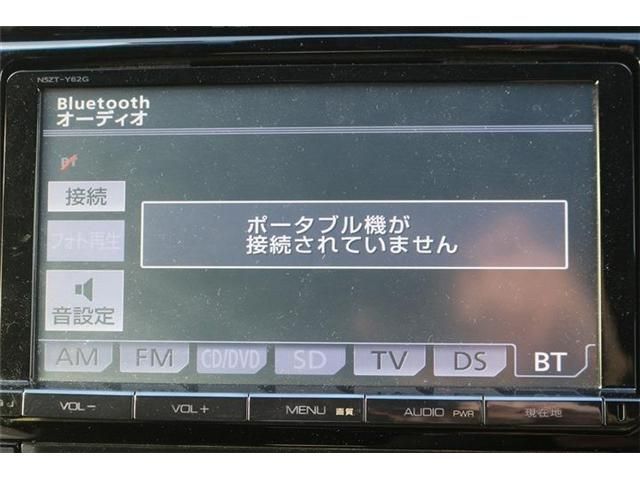 NSZT-Y62G
Bluetooth
オーディオ
BT
接続
フォト再生
ポータブル機が
接続されていません
音設定
AM FM CD/DVD SD TV DS BT
VOL− VOL+ MENU 画質 AUDIO PWR 現在地